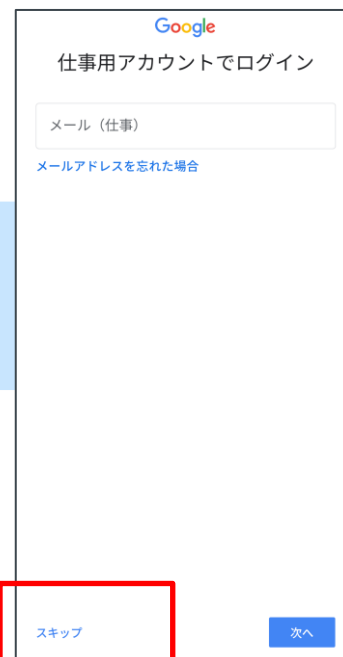 Google
仕事用アカウントでログイン
メール（仕事）
メールアドレスを忘れた場合
スキップ
次へ